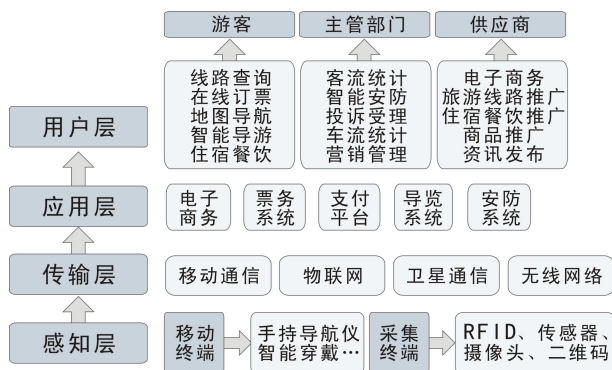 游客
主管部门
供应商
线路查询
在线订票
地图导航
智能导游
住宿餐饮
客流统计
智能安防
投诉受理
车流统计
营销管理
电子商务
旅游线路推广
住宿餐饮推广
商品推广
资讯发布
用户层
应用层
电子
商务
票务
系统
支付
平台
导览
系统
安防
系统
传输层
移动通信
物联网
卫星通信
无线网络
感知层
移动
终端
手持导航仪
智能穿戴…
采集
终端
RFID、传感器、
摄像头、二维码